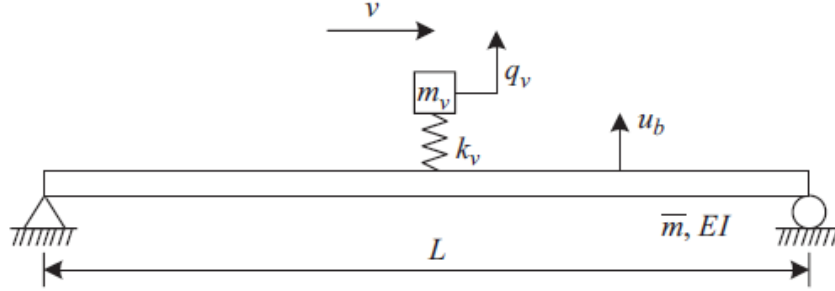 v
m_v
q_v
k_v
u_b
m̅, EI
L